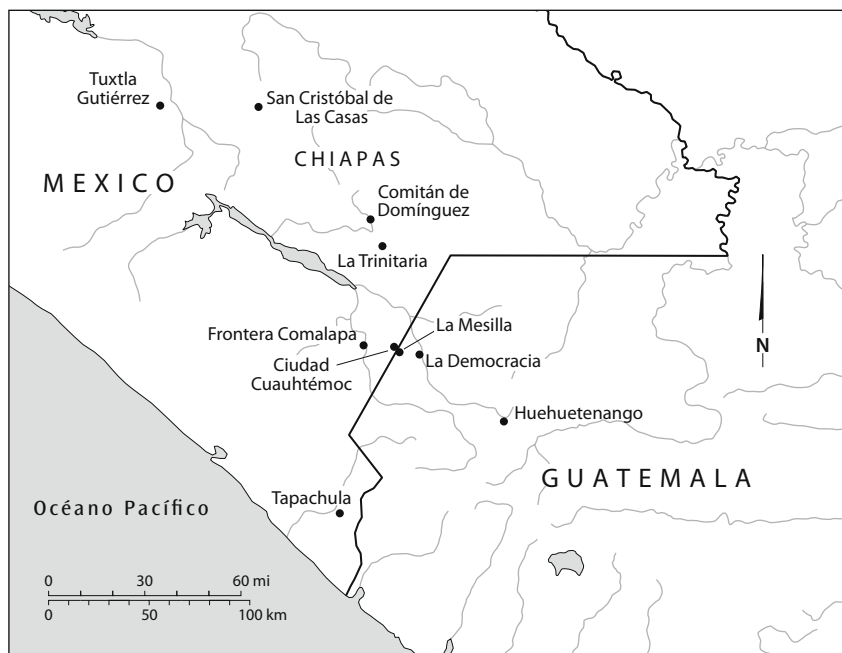 Tuxtla
Gutiérrez
San Cristóbal de
Las Casas
CHIAPAS
MEXICO
Comitán de
Domínguez
La Trinitaria
Frontera Comalapa
La Mesilla
Ciudad
Cuauhtémoc
La Democracia
N
Huehuetenango
GUATEMALA
Tapachula
Océano Pacífico
0 30 60 mi
0 50 100 km